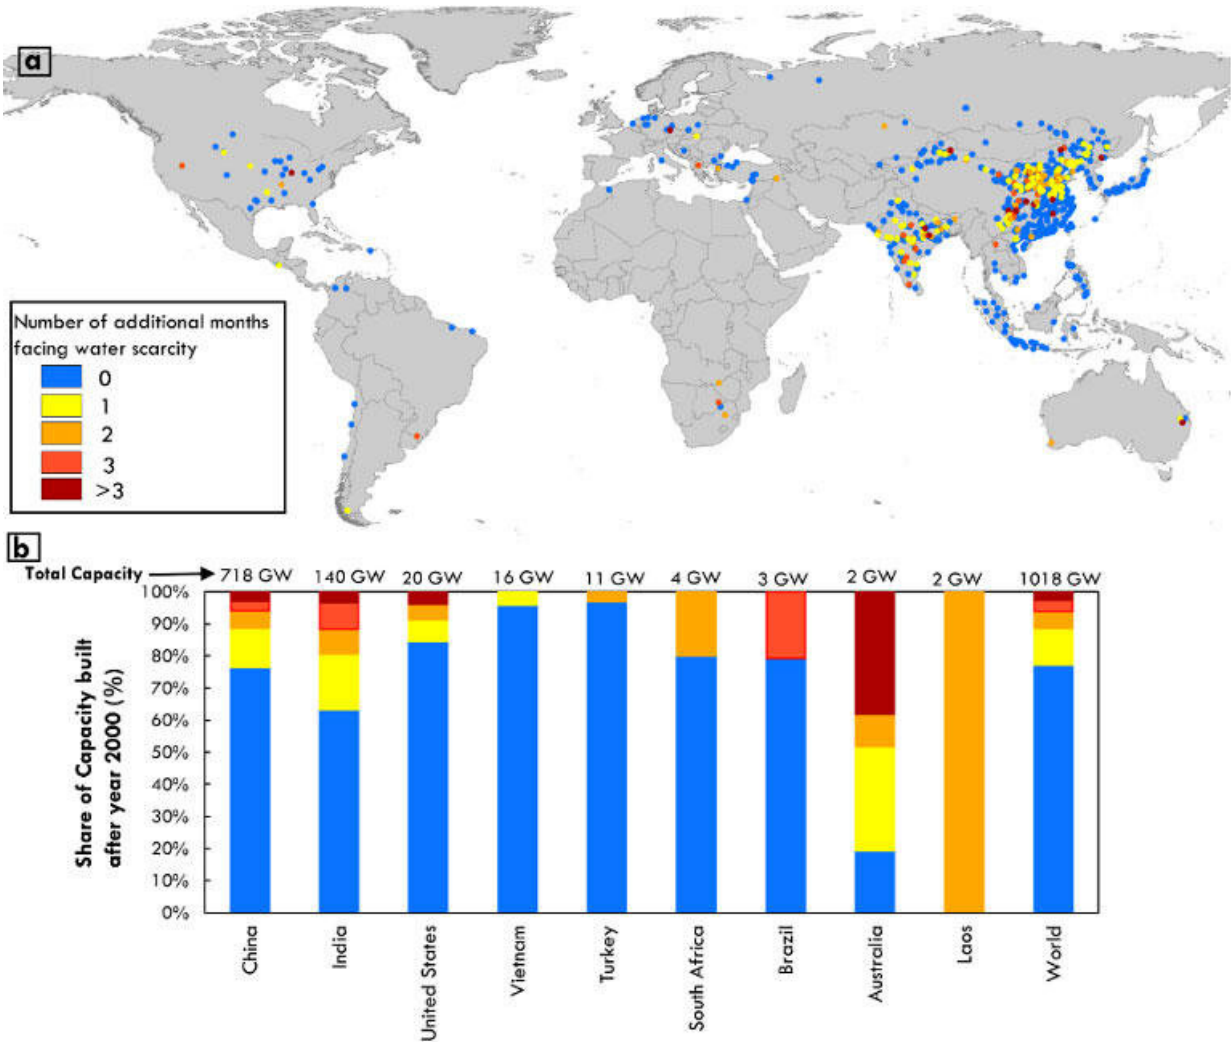 a
Number of additional months
facing water scarcity
0
1
2
3
>3
b
Total Capacity
718 GW
140 GW
20 GW
16 GW
11 GW
4 GW
3 GW
2 GW
2 GW
1018 GW
Share of Capacity built
after year 2000 (%)
100%
90%
80%
70%
60%
50%
40%
30%
20%
10%
0%
China
India
United States
Vietnam
Turkey
South Africa
Brazil
Australia
Laos
World